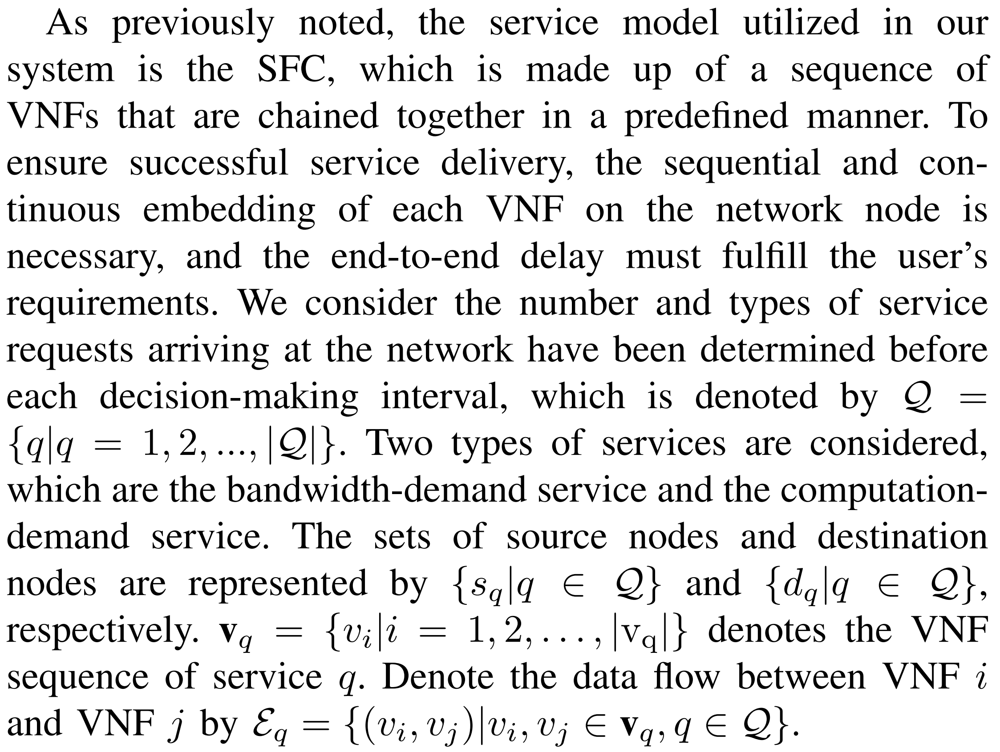 As previously noted, the service model utilized in our
system is the SFC, which is made up of a sequence of
VNFs that are chained together in a predefined manner. To
ensure successful service delivery, the sequential and con-
tinuous embedding of each VNF on the network node is
necessary, and the end-to-end delay must fulfill the user's
requirements. We consider the number and types of service
requests arriving at the network have been determined before
each decision-making interval, which is denoted by $\mathcal{Q}$ =
$\{q|q = 1, 2, ..., |\mathcal{Q}|\}$. Two types of services are considered,
which are the bandwidth-demand service and the computation-
demand service. The sets of source nodes and destination
nodes are represented by $\{s_q|q \in \mathcal{Q}\}$ and $\{d_q|q \in \mathcal{Q}\}$,
respectively. $\mathbf{v}_q = \{v_i|i = 1, 2, \ldots, |\mathrm{v_q}|\}$ denotes the VNF
sequence of service $q$. Denote the data flow between VNF $i$
and VNF $j$ by $\mathcal{E}_q = \{(v_i, v_j)|v_i, v_j \in \mathbf{v}_q, q \in \mathcal{Q}\}$.